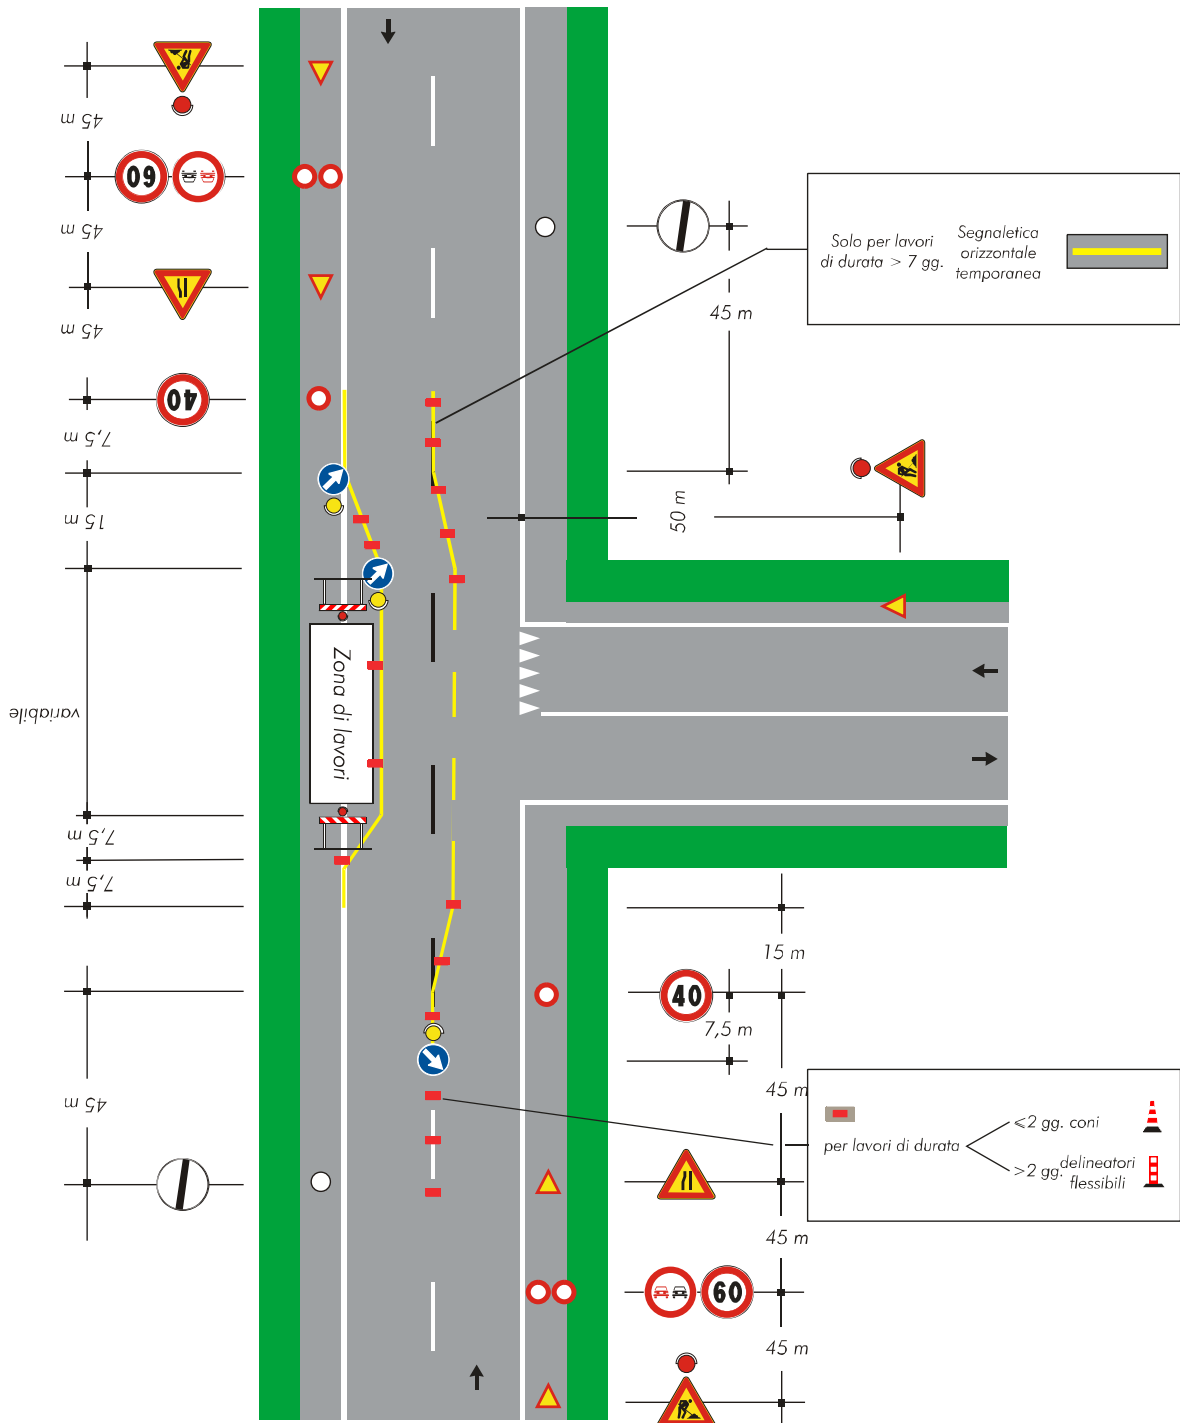 45 m
60
45 m
45 m
40
7,5 m
15 m
variabile
7,5 m
7,5 m
45 m
Zona di lavori
45 m
50 m
Solo per lavori
di durata > 7 gg.
Segnaletica
orizzontale
temporanea
15 m
40
7,5 m
45 m
per lavori di durata
⩽2 gg. coni
>2 gg. delineatori
flessibili
45 m
60
45 m